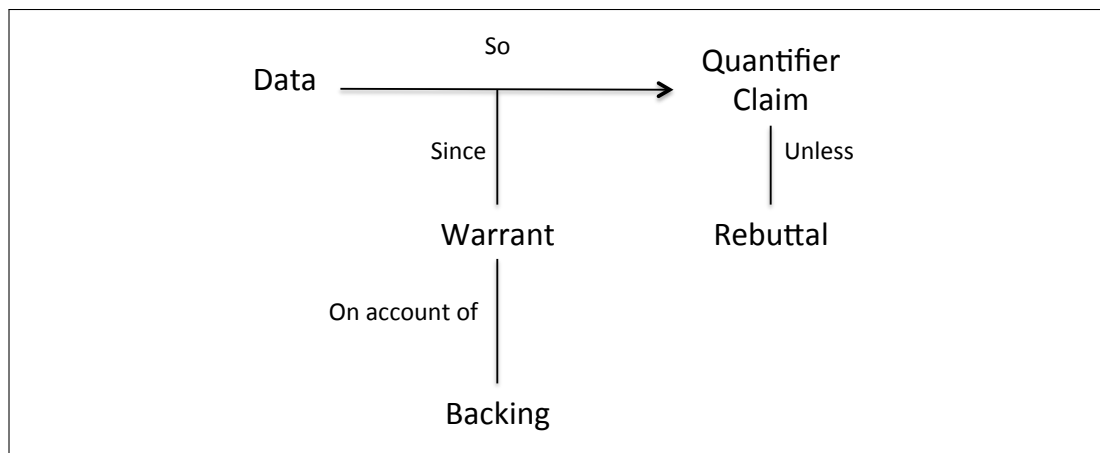 So
Data
Quantifier
Claim
Since
Unless
Warrant
Rebuttal
On account of
Backing